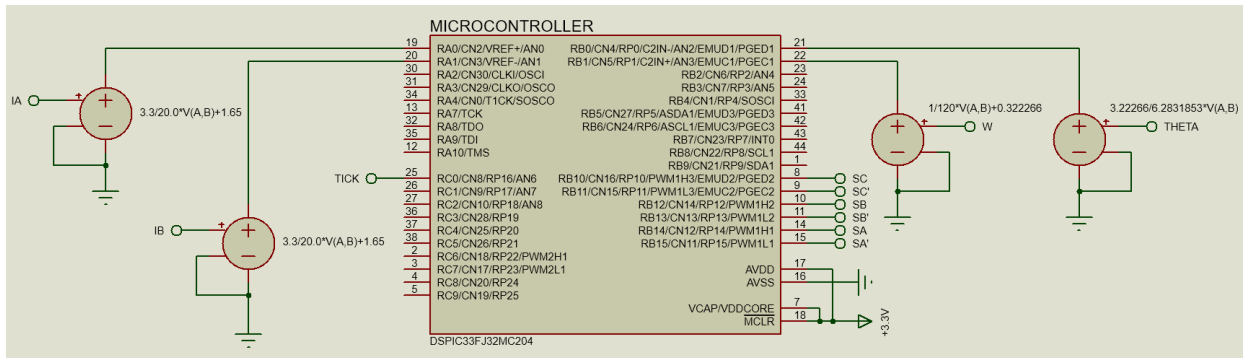 MICROCONTROLLER
19
20
30
31
34
13
32
35
12
25
26
27
36
37
38
2
3
4
5
RA0/CN2/VREF+/AN0
RA1/CN3/VREF-/AN1
RA2/CN30/CLKI/OSCI
RA3/CN29/CLKO/OSCO
RA4/CN0/T1CK/SOSCO
RA7/TCK
RA8/TDO
RA9/TDI
RA10/TMS
RC0/CN8/RP16/AN6
RC1/CN9/RP17/AN7
RC2/CN10/RP18/AN8
RC3/CN28/RP19
RC4/CN25/RP20
RC5/CN26/RP21
RC6/CN18/RP22/PWM2H1
RC7/CN17/RP23/PWM2L1
RC8/CN20/RP24
RC9/CN19/RP25
RB0/CN4/RP0/C2IN-/AN2/EMUD1/PGED1
RB1/CN5/RP1/C2IN+/AN3/EMUC1/PGEC1
RB2/CN6/RP2/AN4
RB3/CN7/RP3/AN5
RB4/CN1/RP4/SOSCI
RB5/CN27/RP5/ASDA1/EMUD3/PGED3
RB6/CN24/RP6/ASCL1/EMUC3/PGEC3
RB7/CN23/RP7/INT0
RB8/CN22/RP8/SCL1
RB9/CN21/RP9/SDA1
RB10/CN16/RP10/PWM1H3/EMUD2/PGED2
RB11/CN15/RP11/PWM1L3/EMUC2/PGEC2
RB12/CN14/RP12/PWM1H2
RB13/CN13/RP13/PWM1L2
RB14/CN12/RP14/PWM1H1
RB15/CN11/RP15/PWM1L1
AVDD
AVSS
VCAP/VDDCORE
MCLR
21
22
23
24
33
41
42
43
44
1
8
9
10
11
14
15
17
16
7
18
DSPIC33FJ32MC204
IA
3.3/20.0*V(A,B)+1.65
IB
3.3/20.0*V(A,B)+1.65
TICK
1/120*V(A,B)+0.322266
W
3.22266/6.2831853*V(A,B)
THETA
SC
SC'
SB
SB'
SA
SA'
+3.3V